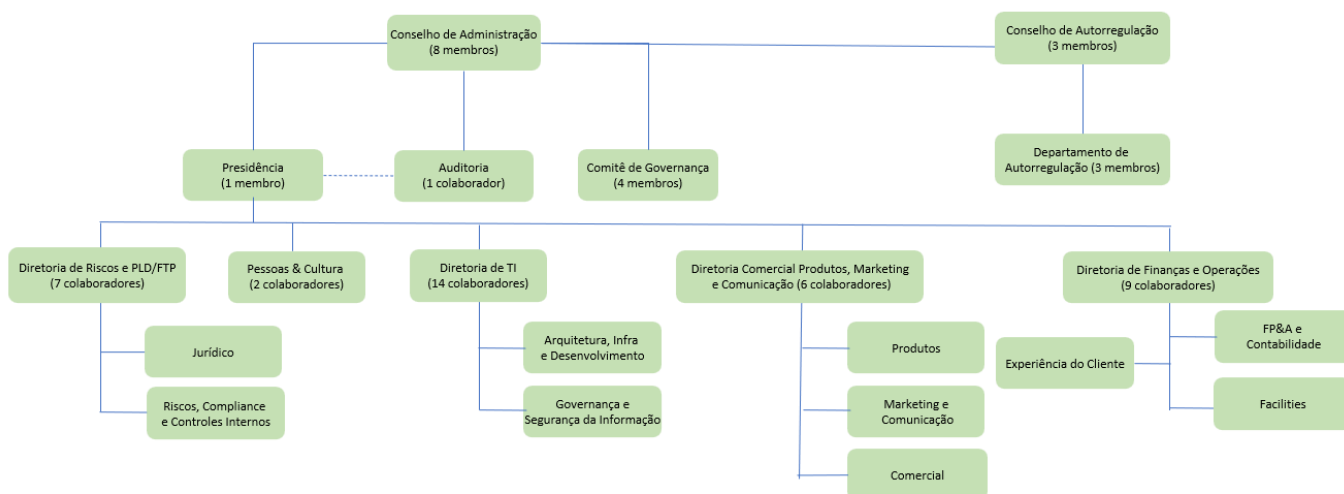 Conselho de Administração
(8 membros)
Conselho de Autorregulação
(3 membros)
Presidência
(1 membro)
Auditoria
(1 colaborador)
Comitê de Governança
(4 membros)
Departamento de
Autorregulação (3 membros)
Diretoria de Riscos e PLD/FTP
(7 colaboradores)
Pessoas & Cultura
(2 colaboradores)
Diretoria de TI
(14 colaboradores)
Diretoria Comercial Produtos, Marketing
e Comunicação (6 colaboradores)
Diretoria de Finanças e Operações
(9 colaboradores)
Jurídico
Riscos, Compliance
e Controles Internos
Arquitetura, Infra
e Desenvolvimento
Governança e
Segurança da Informação
Produtos
Marketing e
Comunicação
Comercial
Experiência do Cliente
FP&A e
Contabilidade
Facilities